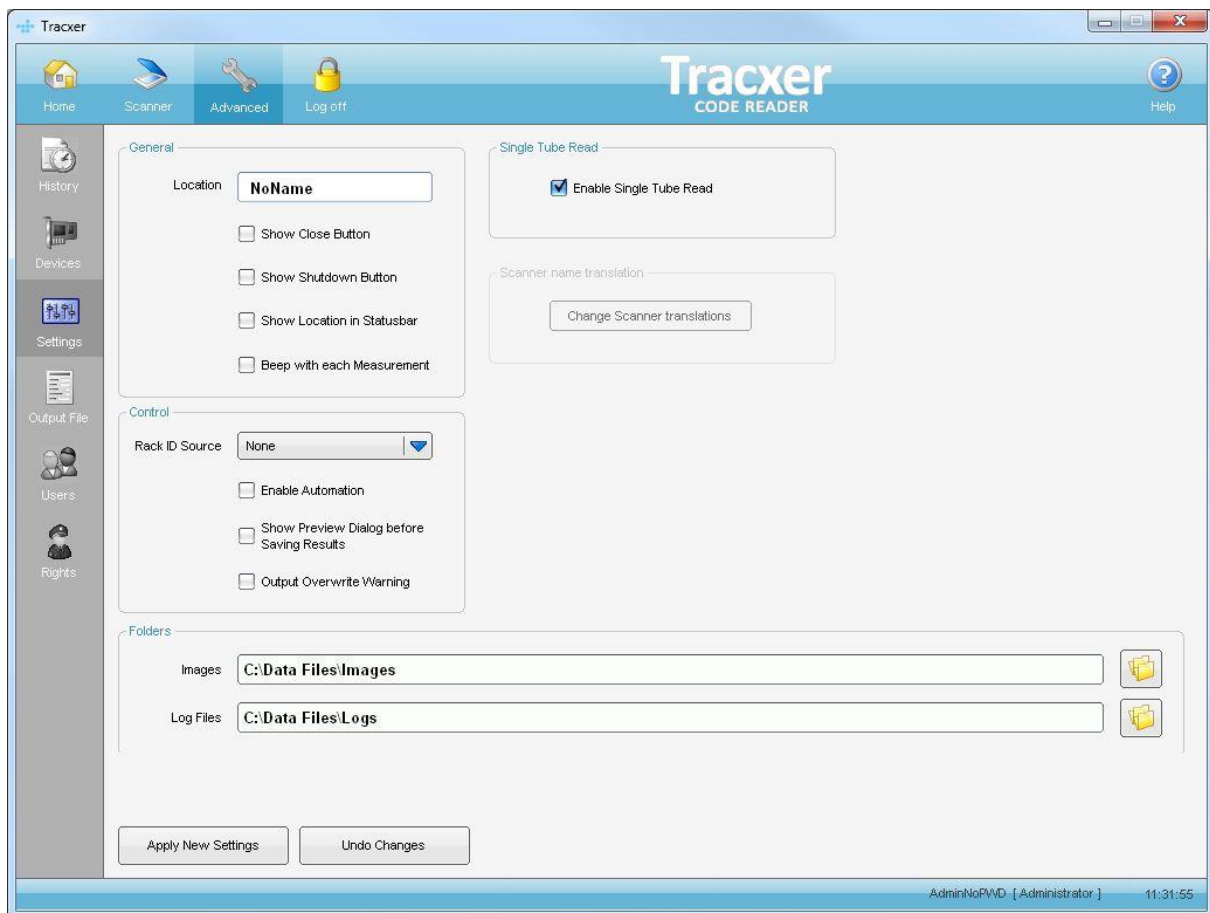 Tracxer
Home
Scanner
Advanced
Log off
Tracxer
CODE READER
Help
History
Devices
Settings
Output File
Users
Rights
General
Location
NoName
Show Close Button
Show Shutdown Button
Show Location in Statusbar
Beep with each Measurement
Single Tube Read
Enable Single Tube Read
Scanner name translation
Change Scanner translations
Control
Rack ID Source
None
Enable Automation
Show Preview Dialog before
Saving Results
Output Overwrite Warning
Folders
Images
C:\Data Files\Images
Log Files
C:\Data Files\Logs
Apply New Settings
Undo Changes
AdminNoPWD [ Administrator ]
11:31:55